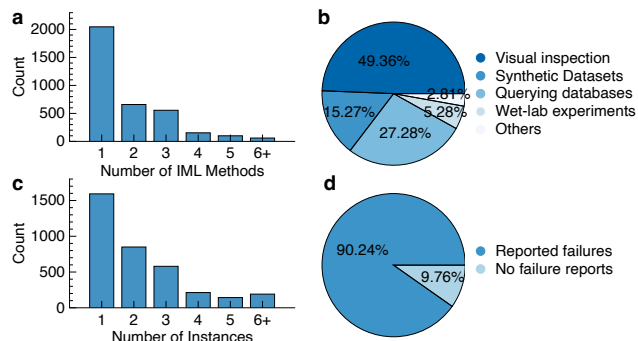 a
2000
1500
1000
500
0
Count
1 2 3 4 5 6+
Number of IML Methods
b
49.36%
2.81%
5.28%
15.27%
27.28%
Visual inspection
Synthetic Datasets
Querying databases
Wet-lab experiments
Others
c
1500
1000
500
0
Count
1 2 3 4 5 6+
Number of Instances
d
90.24%
9.76%
Reported failures
No failure reports